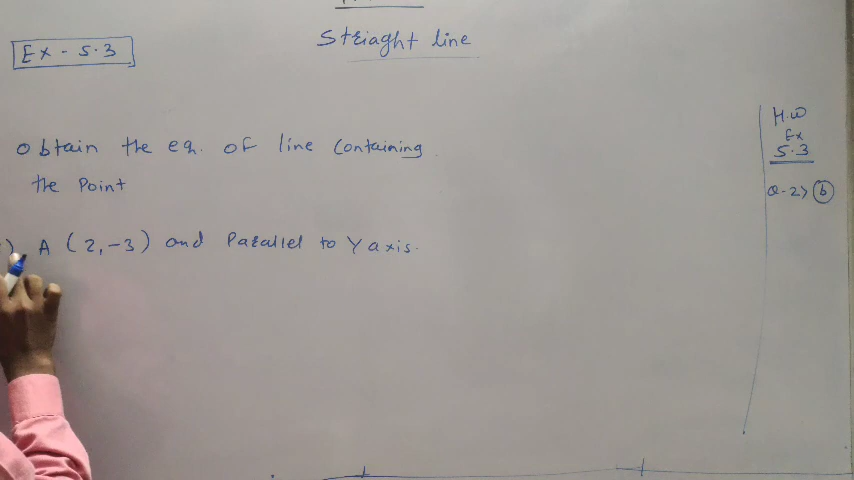 Ex - 5.3
Striaght line
Obtain the eq. of line containing
the Point
) A (2,-3) and Parallel to Y axis.
H.W
Ex
5.3
Q-2> b